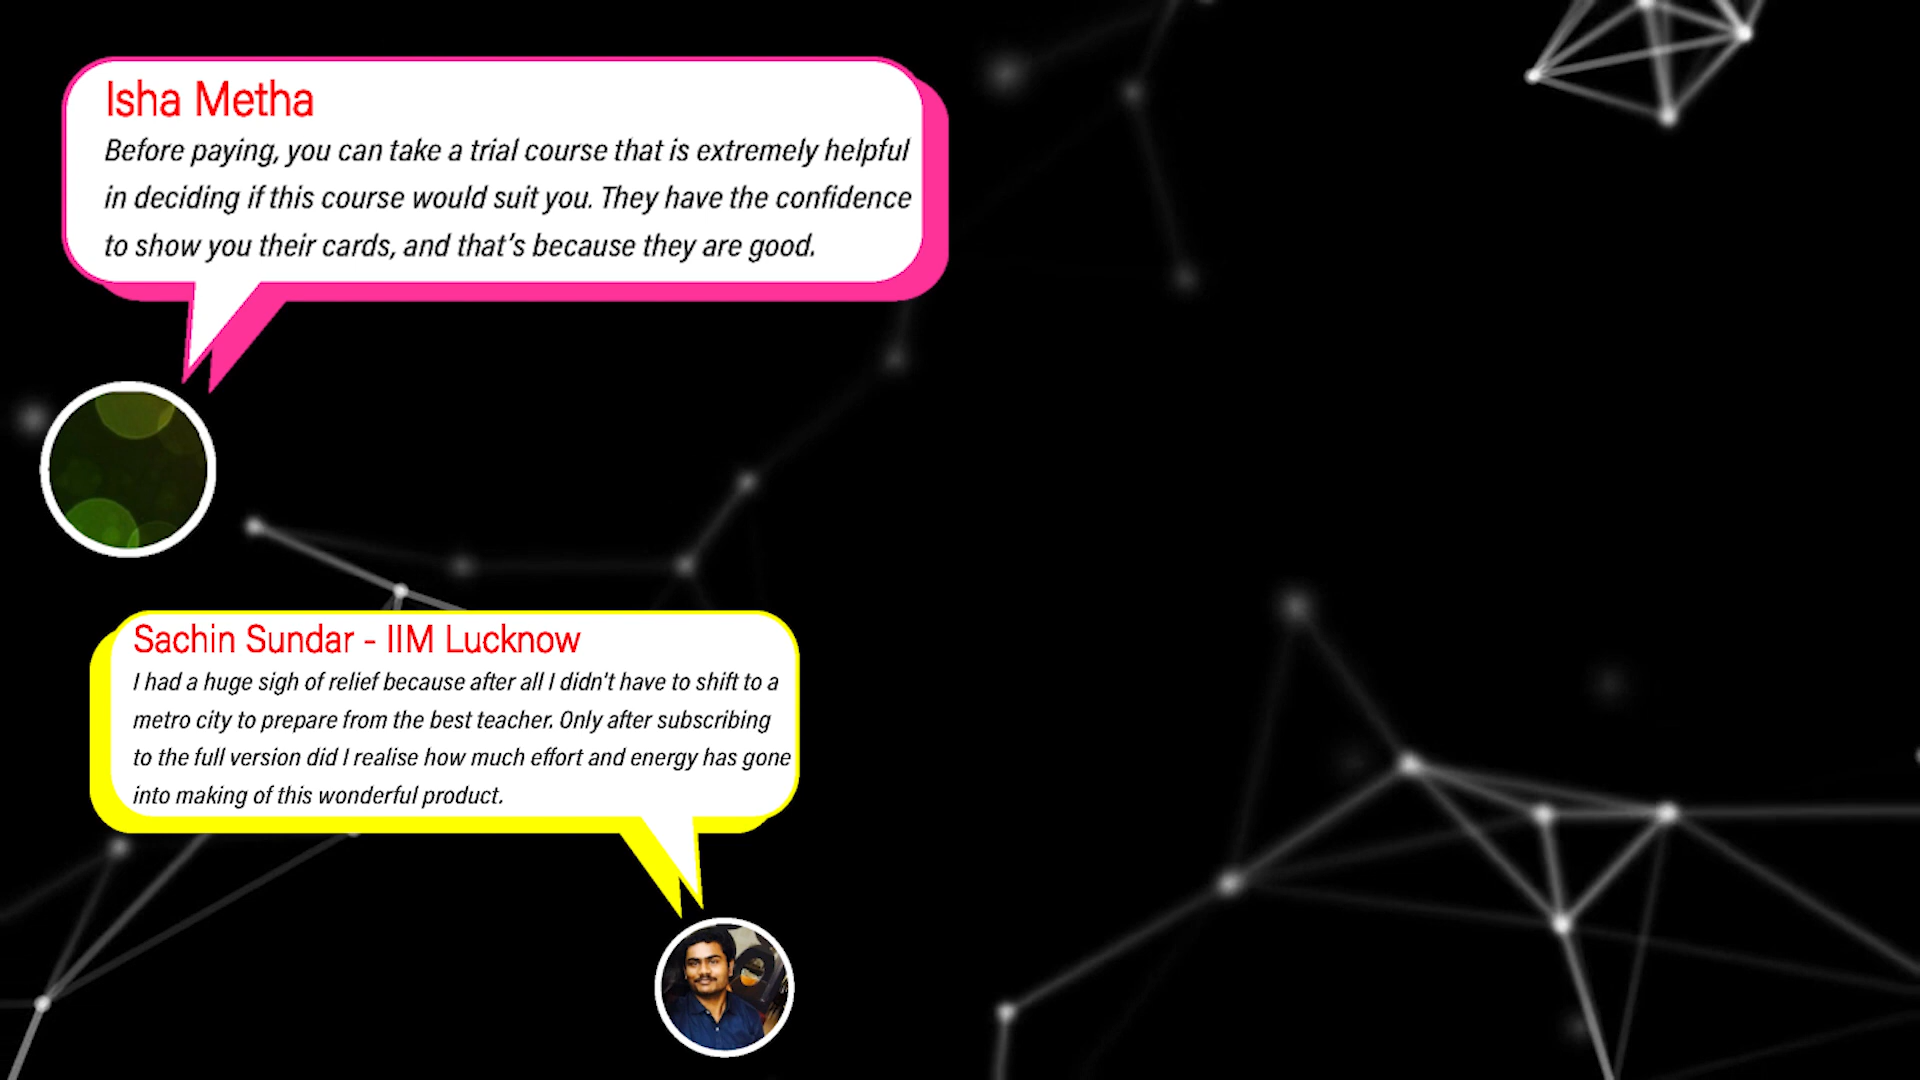 Isha Metha
Before paying, you can take a trial course that is extremely helpful
in deciding if this course would suit you. They have the confidence
to show you their cards, and that's because they are good.
Sachin Sundar - IIM Lucknow
I had a huge sigh of relief because after all I didn't have to shift to a
metro city to prepare from the best teacher. Only after subscribing
to the full version did I realise how much effort and energy has gone
into making of this wonderful product.